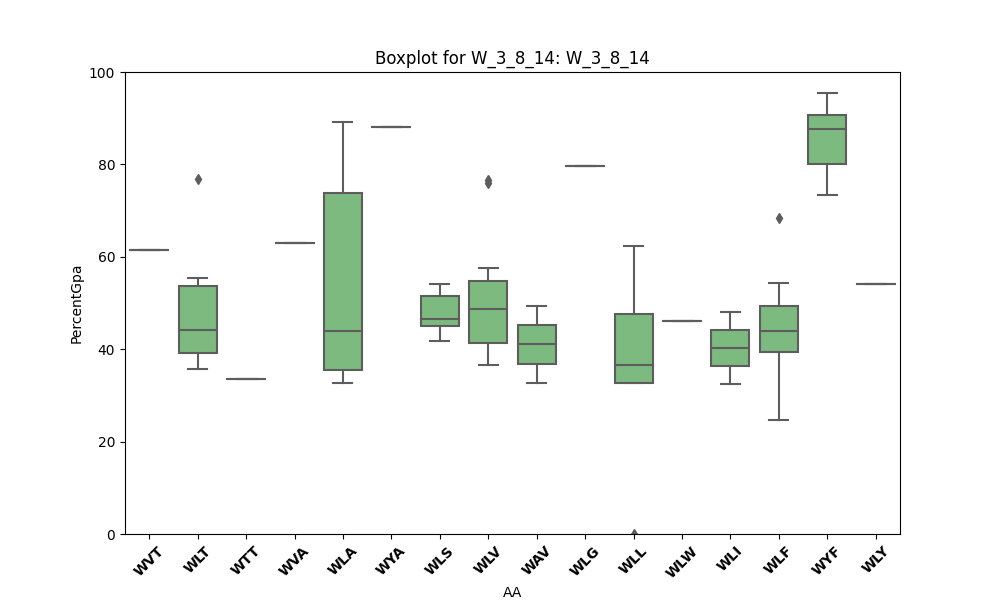 Boxplot for W_3_8_14: W_3_8_14
100
80
60
40
20
0
PercentGpa
WVT WLT WTT WVA WLA WYA WLS WLV WAV WLG WLL WLW WLI WLF WYF WLY
AA